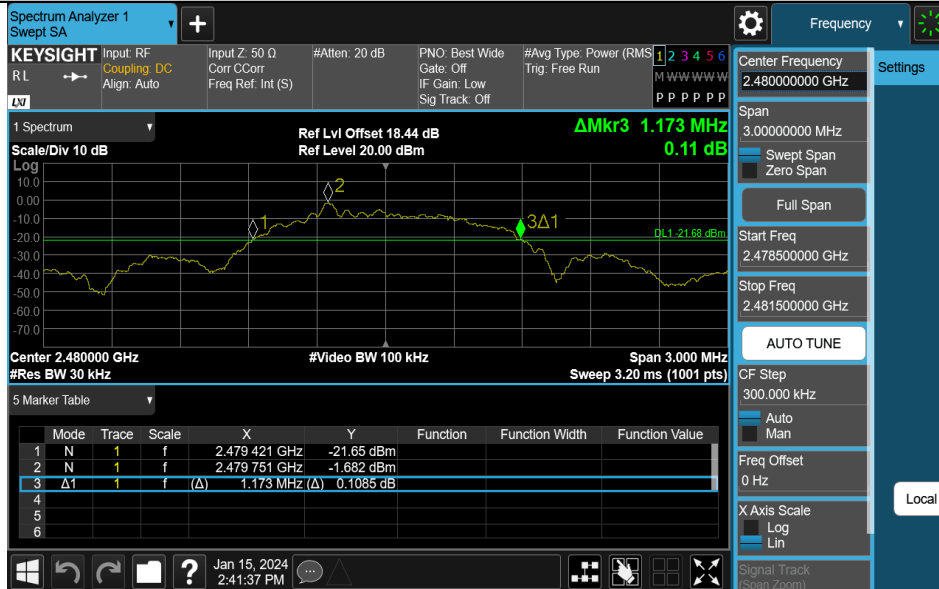 Spectrum Analyzer 1
Swept SA
+
Frequency
KEYSIGHT
RL
LXI
Input: RF
Coupling: DC
Align: Auto
Input Z: 50 Ω
Corr CCorr
Freq Ref: Int (S)
#Atten: 20 dB
PNO: Best Wide
Gate: Off
IF Gain: Low
Sig Track: Off
#Avg Type: Power (RMS
Trig: Free Run
1 2 3 4 5 6
M W W W W W
P P P P P P
1 Spectrum
Scale/Div 10 dB
Ref Lvl Offset 18.44 dB
Ref Level 20.00 dBm
ΔMkr3 1.173 MHz
0.11 dB
Log
10.0
0.00
-10.0
-20.0
-30.0
-40.0
-50.0
-60.0
-70.0
1
2
3Δ1
DL1 -21.68 dBm
Center 2.480000 GHz
#Video BW 100 kHz
Span 3.000 MHz
#Res BW 30 kHz
Sweep 3.20 ms (1001 pts)
5 Marker Table
Mode Trace Scale X Y Function Function Width Function Value
1 N 1 f 2.479 421 GHz -21.65 dBm
2 N 1 f 2.479 751 GHz -1.682 dBm
3 Δ1 1 f (Δ) 1.173 MHz (Δ) 0.1085 dB
4
5
6
?
Jan 15, 2024
2:41:37 PM
Center Frequency
2.480000000 GHz
Span
3.00000000 MHz
Swept Span
Zero Span
Full Span
Start Freq
2.478500000 GHz
Stop Freq
2.481500000 GHz
AUTO TUNE
CF Step
300.000 kHz
Auto
Man
Freq Offset
0 Hz
X Axis Scale
Log
Lin
Signal Track
(Span Zoom)
Settings
Local